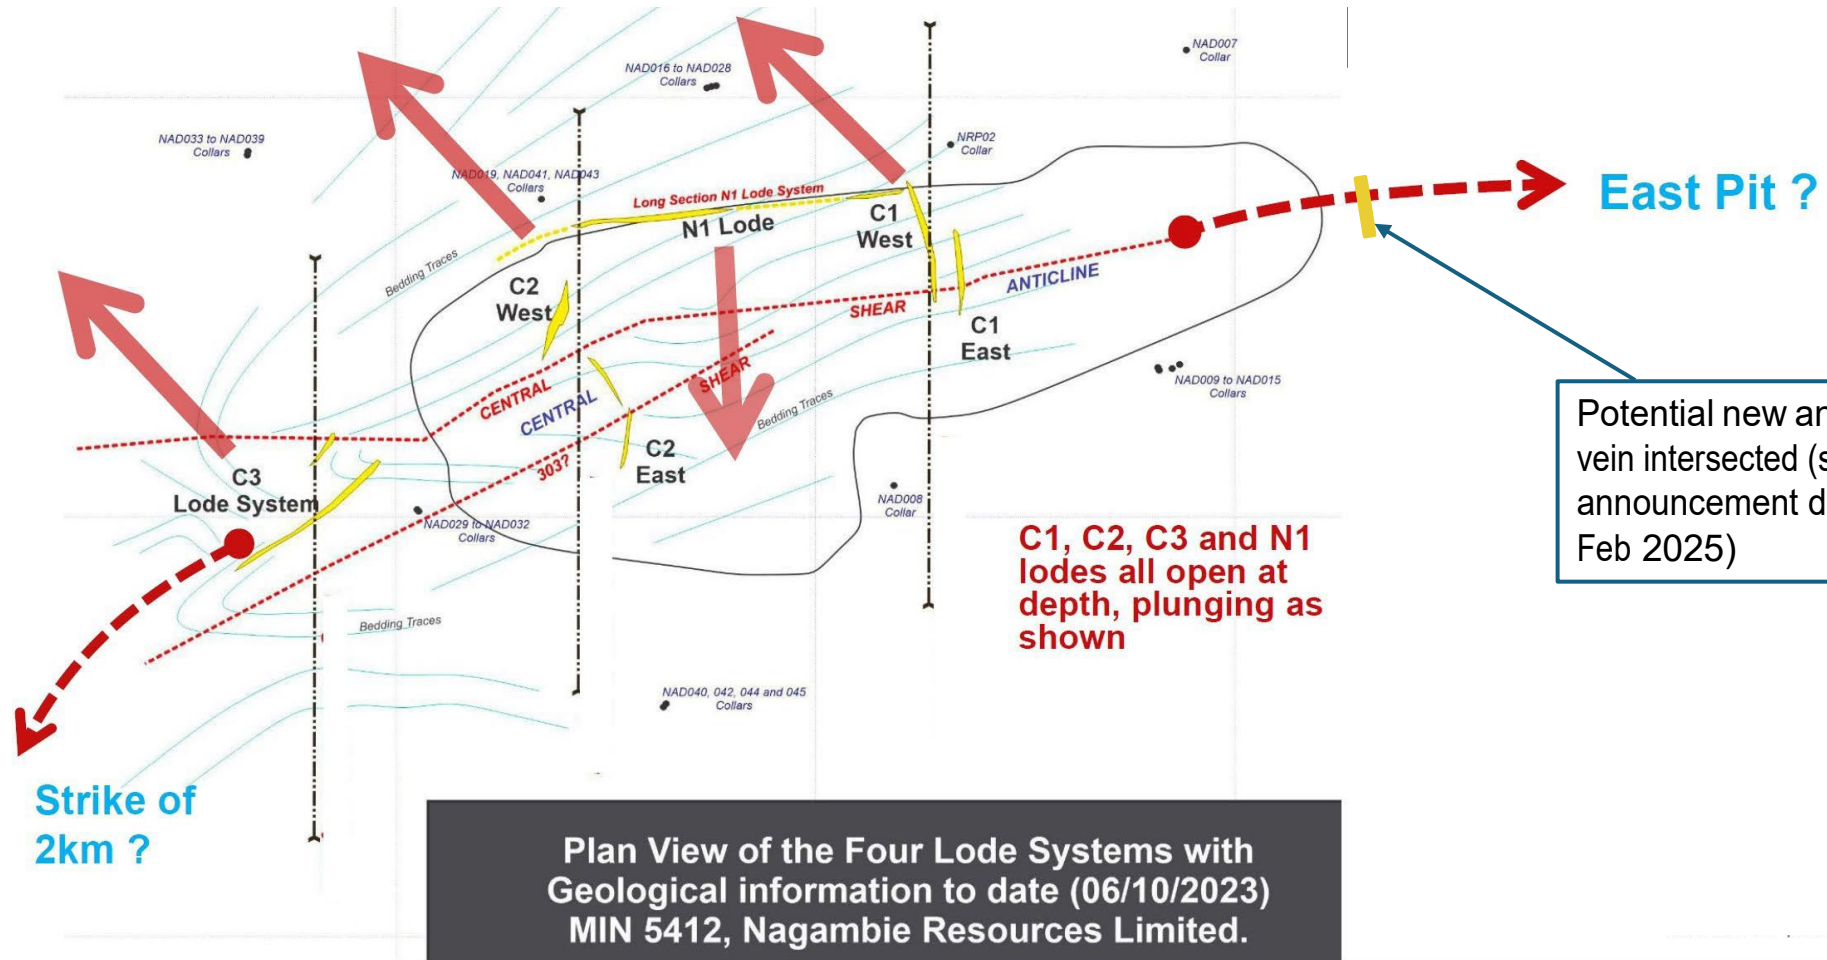 NAD007
Collar
NAD016 to NAD028
Collars
NAD033 to NAD039
Collars
NRP02
Collar
NAD019, NAD041, NAD043
Collars
Long Section N1 Lode System
N1 Lode
C1
West
East Pit ?
Bedding Traces
C2
West
ANTICLINE
SHEAR
C1
East
CENTRAL
CENTRAL
SHEAR
NAD009 to NAD015
Collars
Bedding Traces
C2
East
303?
C3
Lode System
NAD008
Collar
NAD029 to NAD032
Collars
Potential new
vein intersected
announcement
Feb 2025)
C1, C2, C3 and N1
lodes all open at
depth, plunging as
shown
Bedding Traces
NAD040, 042, 044 and 045
Collars
Strike of
2km ?
Plan View of the Four Lode Systems with
Geological information to date (06/10/2023)
MIN 5412, Nagambie Resources Limited.